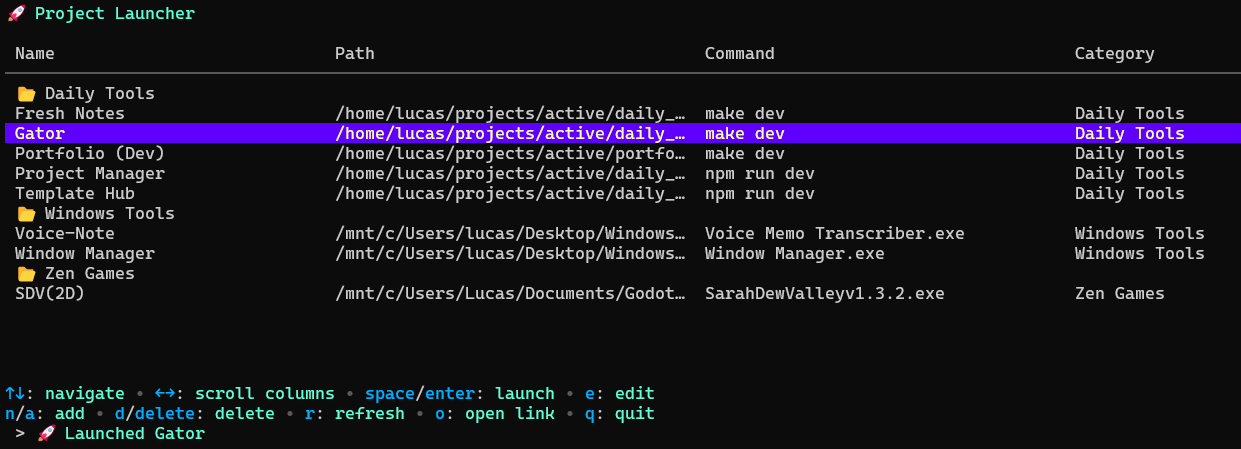 🚀 Project Launcher
Name Path Command Category
📁 Daily Tools
Fresh Notes /home/lucas/projects/active/daily_… make dev Daily Tools
Gator /home/lucas/projects/active/daily_… make dev Daily Tools
Portfolio (Dev) /home/lucas/projects/active/portfo… make dev Daily Tools
Project Manager /home/lucas/projects/active/daily_… npm run dev Daily Tools
Template Hub /home/lucas/projects/active/daily_… npm run dev Daily Tools
📁 Windows Tools
Voice-Note /mnt/c/Users/lucas/Desktop/Windows… Voice Memo Transcriber.exe Windows Tools
Window Manager /mnt/c/Users/lucas/Desktop/Windows… Window Manager.exe Windows Tools
📁 Zen Games
SDV(2D) /mnt/c/Users/Lucas/Documents/Godot… SarahDewValleyv1.3.2.exe Zen Games
↑↓: navigate • ←→: scroll columns • space/enter: launch • e: edit
n/a: add • d/delete: delete • r: refresh • o: open link • q: quit
> 🚀 Launched Gator